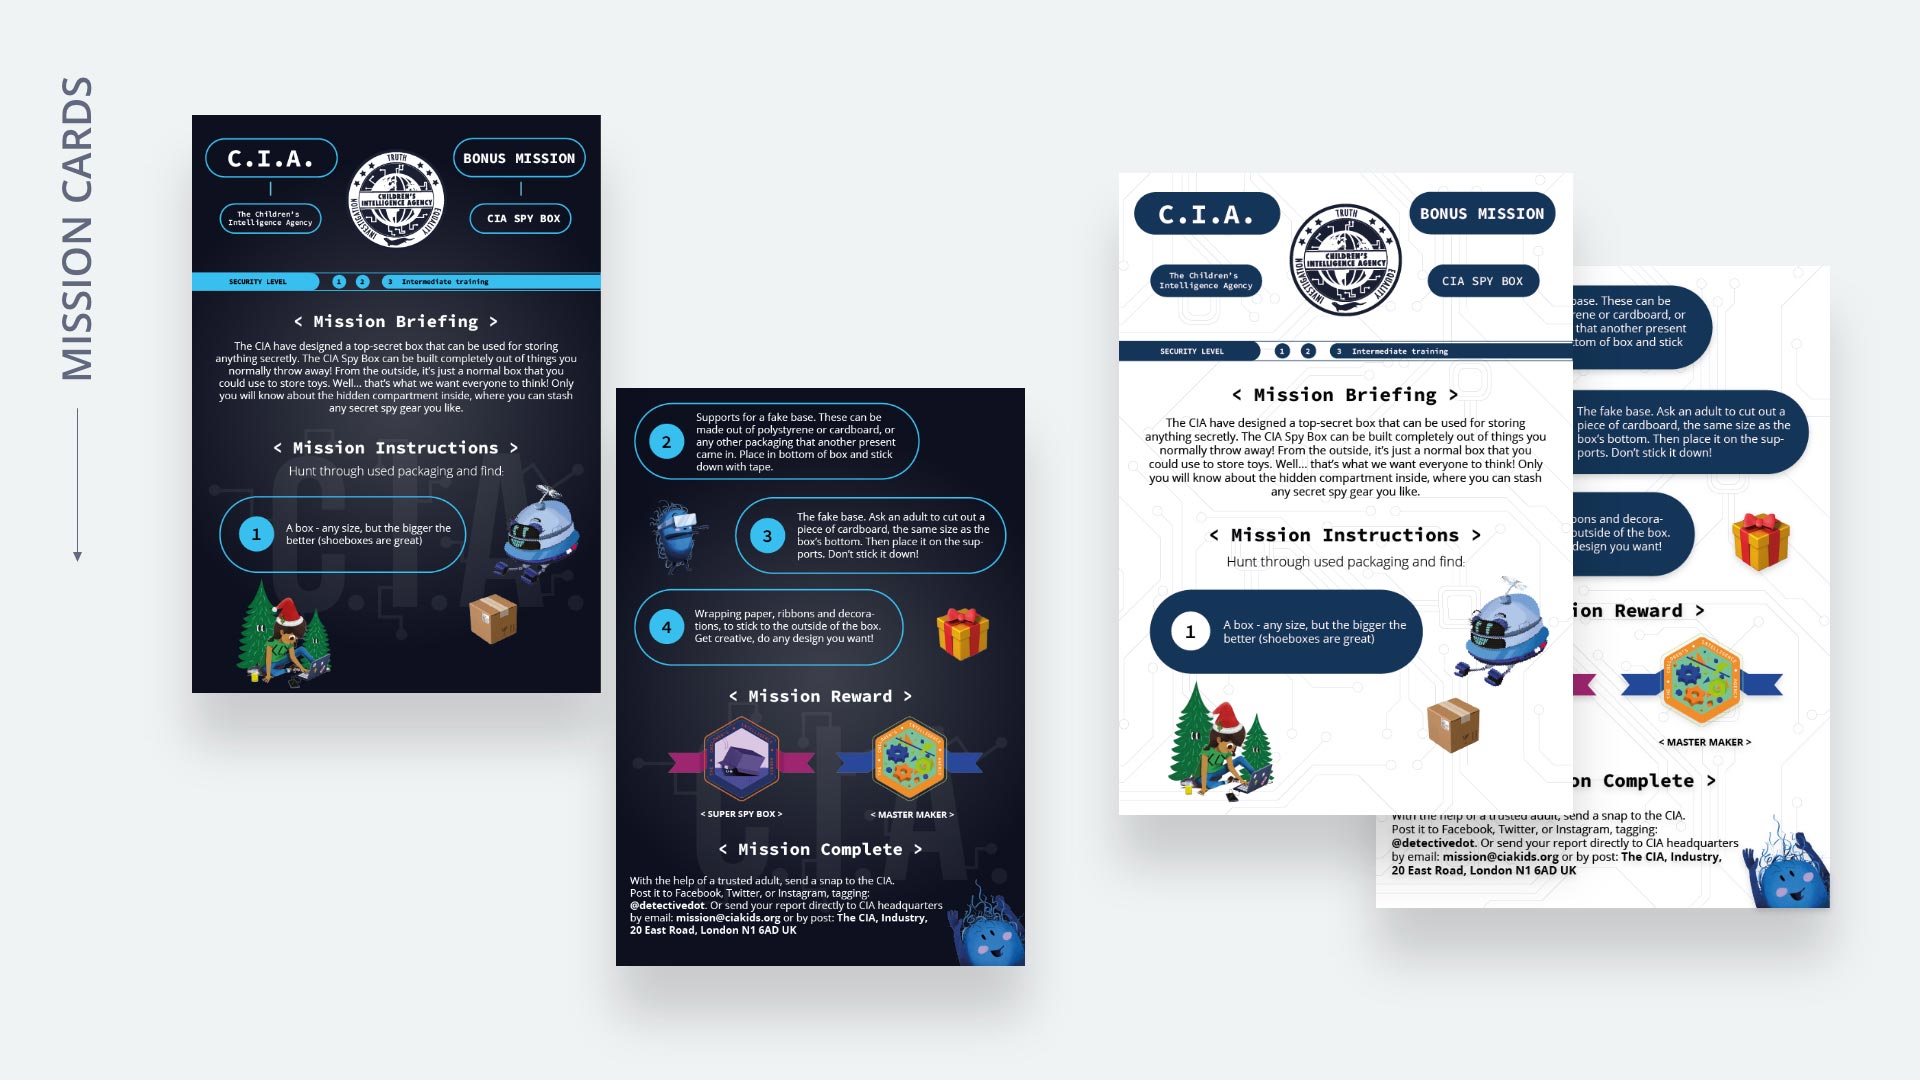 MISSION CARDS
C.I.A.
The Children's
Intelligence Agency
TRUTH
EQUALITY
INVESTIGATION
CHILDREN'S
INTELLIGENCE AGENCY
BONUS MISSION
CIA SPY BOX
SECURITY LEVEL 1 2 3 Intermediate training
< Mission Briefing >
The CIA have designed a top-secret box that can be used for storing
anything secretly. The CIA Spy Box can be built completely out of things you
normally throw away! From the outside, it's just a normal box that you
could use to store toys. Well... that's what we want everyone to think! Only
you will know about the hidden compartment inside, where you can stash
any secret spy gear you like.
< Mission Instructions >
Hunt through used packaging and find:
CIA
1
A box - any size, but the bigger the
better (shoeboxes are great)
2
Supports for a fake base. These can be
made out of polystyrene or cardboard, or
any other packaging that another present
came in. Place in bottom of box and stick
down with tape.
3
The fake base. Ask an adult to cut out a
piece of cardboard, the same size as the
box's bottom. Then place it on the sup-
ports. Don't stick it down!
4
Wrapping paper, ribbons and decora-
tions, to stick to the outside of the box.
Get creative, do any design you want!
< Mission Reward >
< SUPER SPY BOX >
< MASTER MAKER >
CIA
< Mission Complete >
With the help of a trusted adult, send a snap to the CIA.
Post it to Facebook, Twitter, or Instagram, tagging:
@detectivedot. Or send your report directly to CIA headquarters
by email: mission@ciakids.org or by post: The CIA, Industry,
20 East Road, London N1 6AD UK
C.I.A.
The Children's
Intelligence Agency
TRUTH
EQUALITY
INVESTIGATION
CHILDREN'S
INTELLIGENCE AGENCY
BONUS MISSION
CIA SPY BOX
SECURITY LEVEL 1 2 3 Intermediate training
< Mission Briefing >
The CIA have designed a top-secret box that can be used for storing
anything secretly. The CIA Spy Box can be built completely out of things you
normally throw away! From the outside, it's just a normal box that you
could use to store toys. Well... that's what we want everyone to think! Only
you will know about the hidden compartment inside, where you can stash
any secret spy gear you like.
< Mission Instructions >
Hunt through used packaging and find:
1
A box - any size, but the bigger the
better (shoeboxes are great)
base. These can be
rene or cardboard, or
that another present
ttom of box and stick
The fake base. Ask an adult to cut out a
piece of cardboard, the same size as the
box's bottom. Then place it on the sup-
ports. Don't stick it down!
bons and decora-
outside of the box.
design you want!
ion Reward >
< MASTER MAKER >
on Complete >
With the help of a trusted adult, send a snap to the CIA.
Post it to Facebook, Twitter, or Instagram, tagging:
@detectivedot. Or send your report directly to CIA headquarters
by email: mission@ciakids.org or by post: The CIA, Industry,
20 East Road, London N1 6AD UK